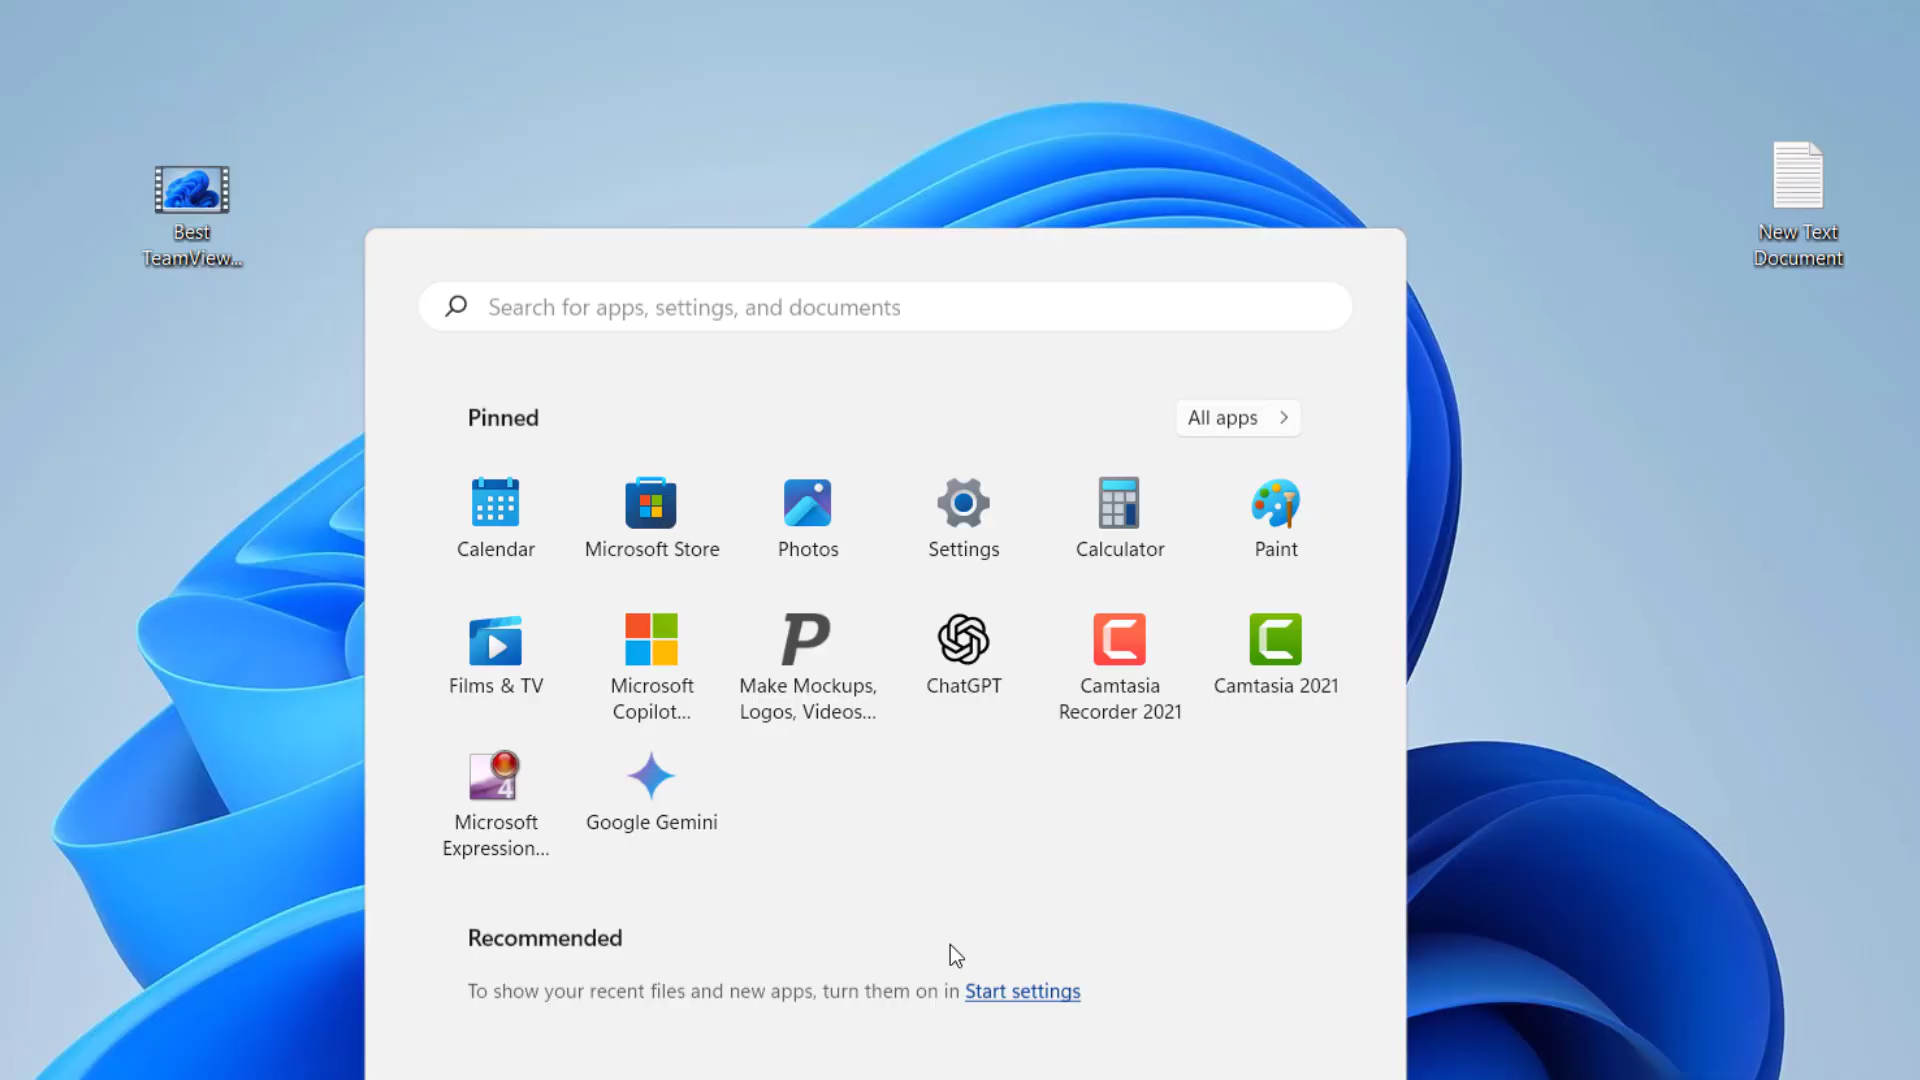 Best
TeamView...
New Text
Document
Search for apps, settings, and documents
Pinned
All apps
Calendar
Microsoft Store
Photos
Settings
Calculator
Paint
Films & TV
Microsoft
Copilot...
Make Mockups,
Logos, Videos...
ChatGPT
Camtasia
Recorder 2021
Camtasia 2021
4
Microsoft
Expression...
Google Gemini
Recommended
To show your recent files and new apps, turn them on in Start settings